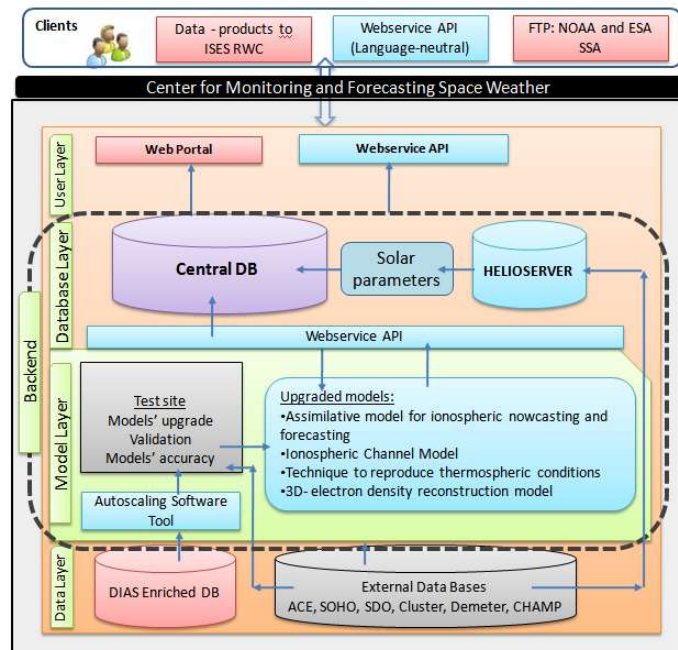 Clients
Data - products to
ISES RWC
Webservice API
(Language-neutral)
FTP: NOAA and ESA
SSA
Center for Monitoring and Forecasting Space Weather
User Layer
Web Portal
Webservice API
Database Layer
Central DB
Solar
parameters
HELIOSERVER
Webservice API
Backend
Model Layer
Test site
Models' upgrade
Validation
Models' accuracy
Upgraded models:
•Assimilative model for ionospheric nowcasting and
forecasting
•Ionospheric Channel Model
•Technique to reproduce thermospheric conditions
•3D- electron density reconstruction model
Autoscaling Software
Tool
Data Layer
DIAS Enriched DB
External Data Bases
ACE, SOHO, SDO, Cluster, Demeter, CHAMP